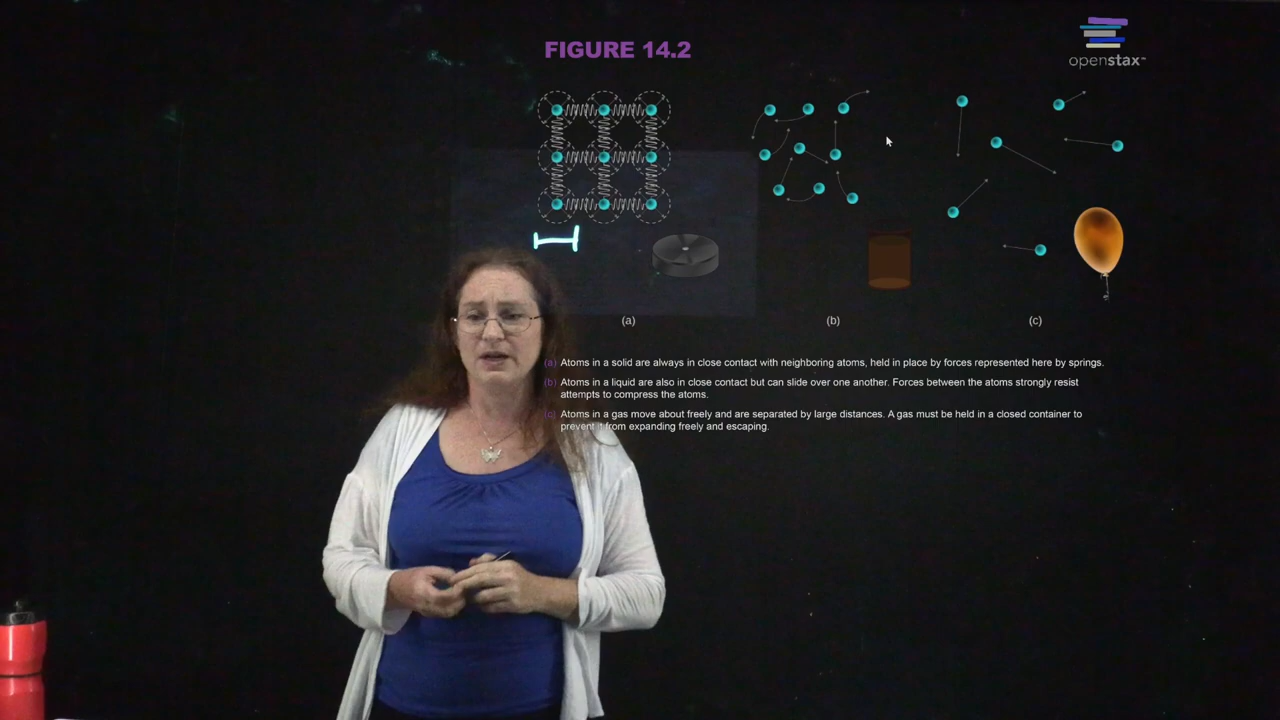 FIGURE 14.2
openstax™
(a)
(b)
(c)
(a) Atoms in a solid are always in close contact with neighboring atoms, held in place by forces represented here by springs.
(b) Atoms in a liquid are also in close contact but can slide over one another. Forces between the atoms strongly resist
attempts to compress the atoms.
(c) Atoms in a gas move about freely and are separated by large distances. A gas must be held in a closed container to
prevent it from expanding freely and escaping.